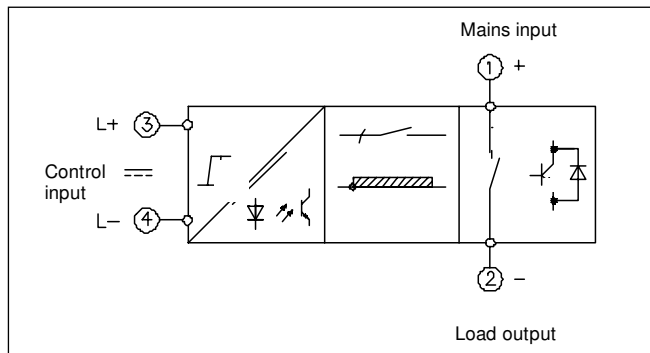 Mains input
1 +
L+ 3
Control
input
L− 4
2 −
Load output